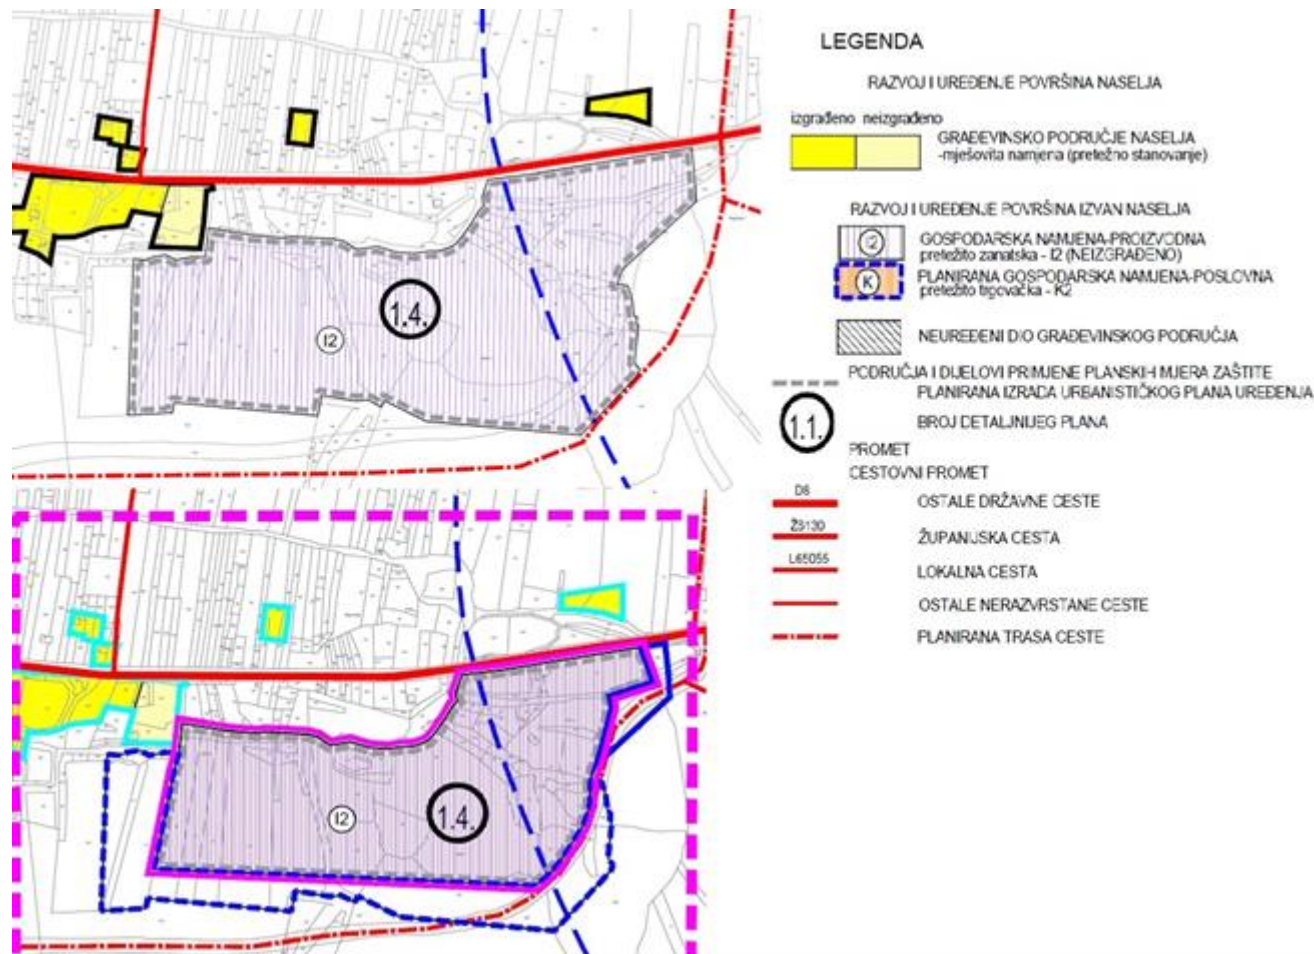 LEGENDA
RAZVOJ I UREĐENJE POVRŠINA NASELJA
izgrađeno neizgrađeno
GRAĐEVINSKO PODRUČJE NASELJA
-mješovita namjena (pretežno stanovanje)
RAZVOJ I UREĐENJE POVRŠINA IZVAN NASELJA
I2
GOSPODARSKA NAMJENA-PROIZVODNA
pretežito zanatska - I2 (NEIZGRAĐENO)
K
PLANIRANA GOSPODARSKA NAMJENA-POSLOVNA
pretežito trgovačka - K2
NEUREĐENI DIO GRAĐEVINSKOG PODRUČJA
PODRUČJA I DIJELOVI PRIMJENE PLANSKIH MJERA ZAŠTITE
PLANIRANA IZRADA URBANISTIČKOG PLANA UREĐENJA
1.1.
BROJ DETALJNIJEG PLANA
PROMET
CESTOVNI PROMET
D8
OSTALE DRŽAVNE CESTE
ŽUPANIJSKA CESTA
L65055
LOKALNA CESTA
OSTALE NERAZVRSTANE CESTE
PLANIRANA TRASA CESTE
1.4.
I2
1.4.
I2